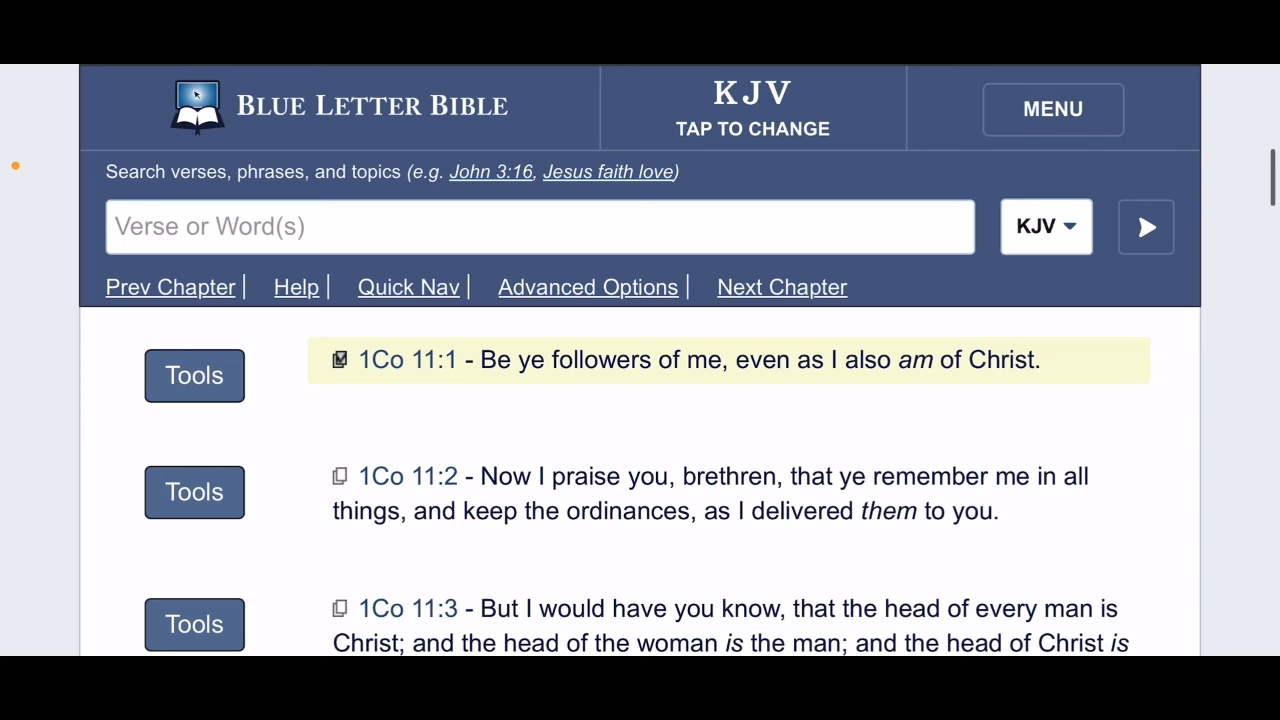 BLUE LETTER BIBLE
KJV
TAP TO CHANGE
MENU
Search verses, phrases, and topics (e.g. John 3:16, Jesus faith love)
Verse or Word(s)
KJV
Prev Chapter | Help | Quick Nav | Advanced Options | Next Chapter
Tools
1Co 11:1 - Be ye followers of me, even as I also am of Christ.
Tools
1Co 11:2 - Now I praise you, brethren, that ye remember me in all
things, and keep the ordinances, as I delivered them to you.
Tools
1Co 11:3 - But I would have you know, that the head of every man is
Christ; and the head of the woman is the man; and the head of Christ is